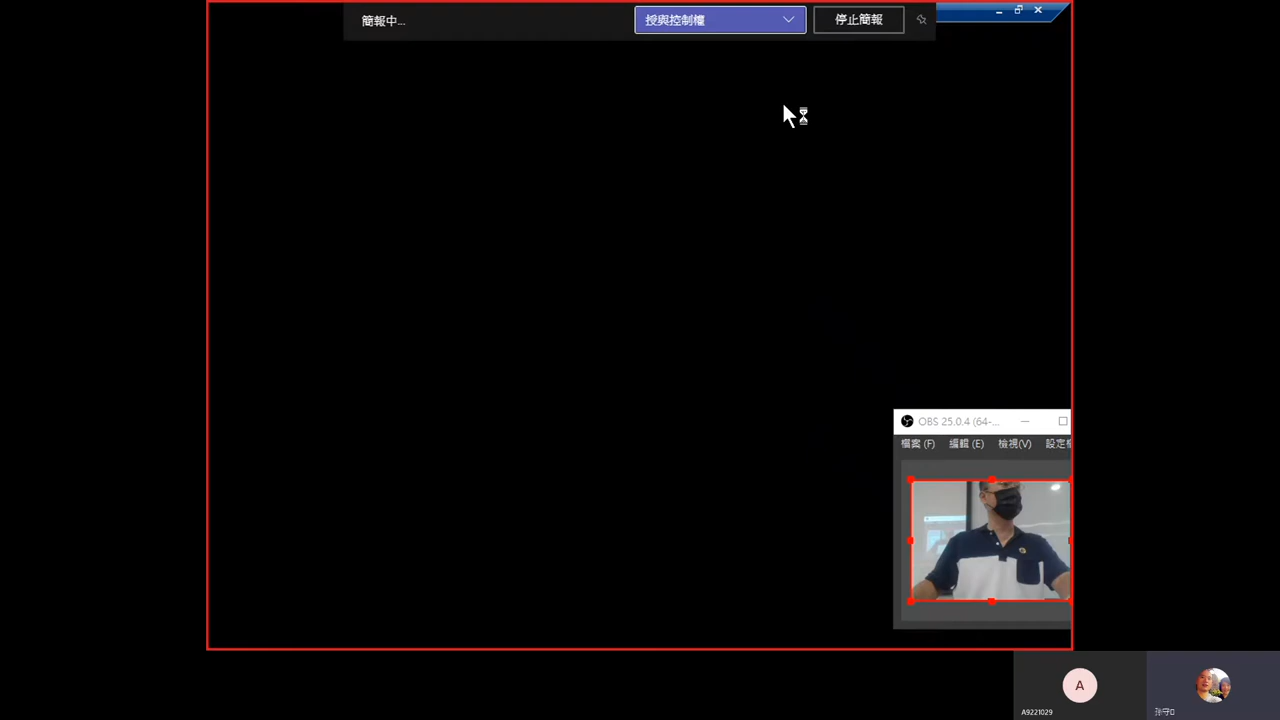 簡報中...
授與控制權
停止簡報
OBS 25.0.4 (64-...
檔案 (F)
編輯 (E)
檢視(V)
A
A9221029